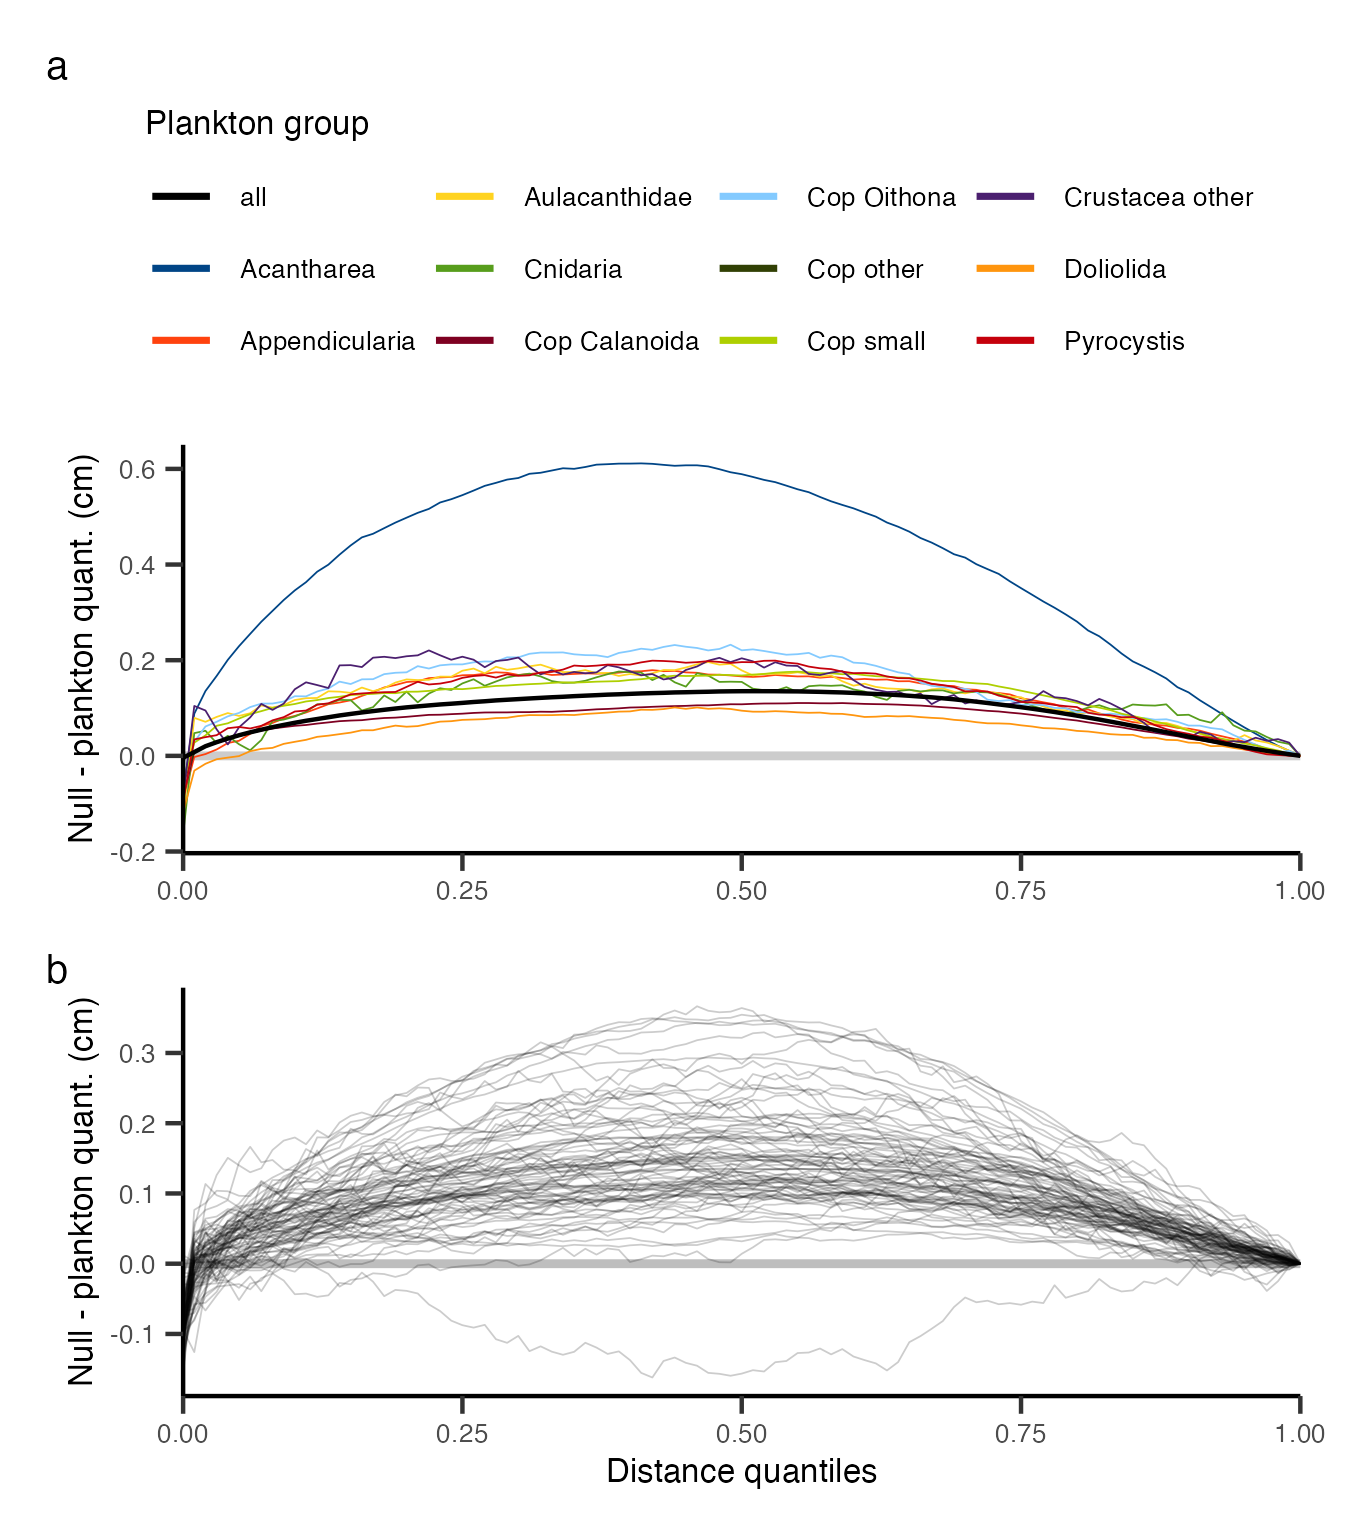 a
Plankton group
all Aulacanthidae Cop Oithona Crustacea other
Acantharea Cnidaria Cop other Doliolida
Appendicularia Cop Calanoida Cop small Pyrocystis
Null - plankton quant. (cm)
0.6
0.4
0.2
0.0
-0.2
0.00 0.25 0.50 0.75 1.00
b
Null - plankton quant. (cm)
0.3
0.2
0.1
0.0
-0.1
0.00 0.25 0.50 0.75 1.00
Distance quantiles